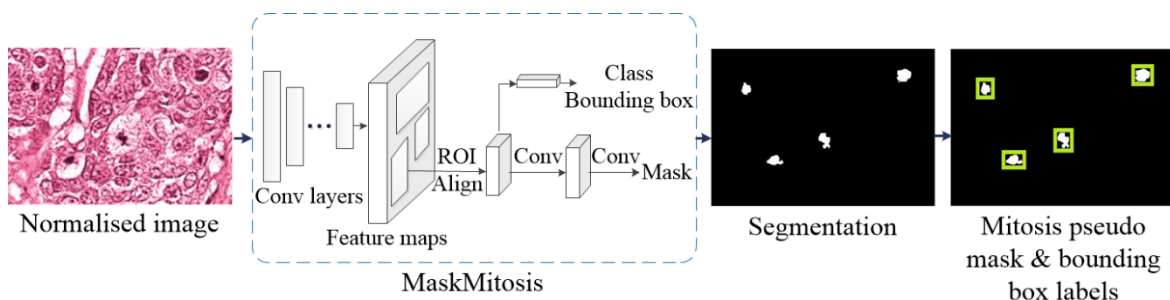 Normalised image
Conv layers
Feature maps
ROI
Align
Conv
Conv
Class
Bounding box
Mask
MaskMitosis
Segmentation
Mitosis pseudo
mask & bounding
box labels